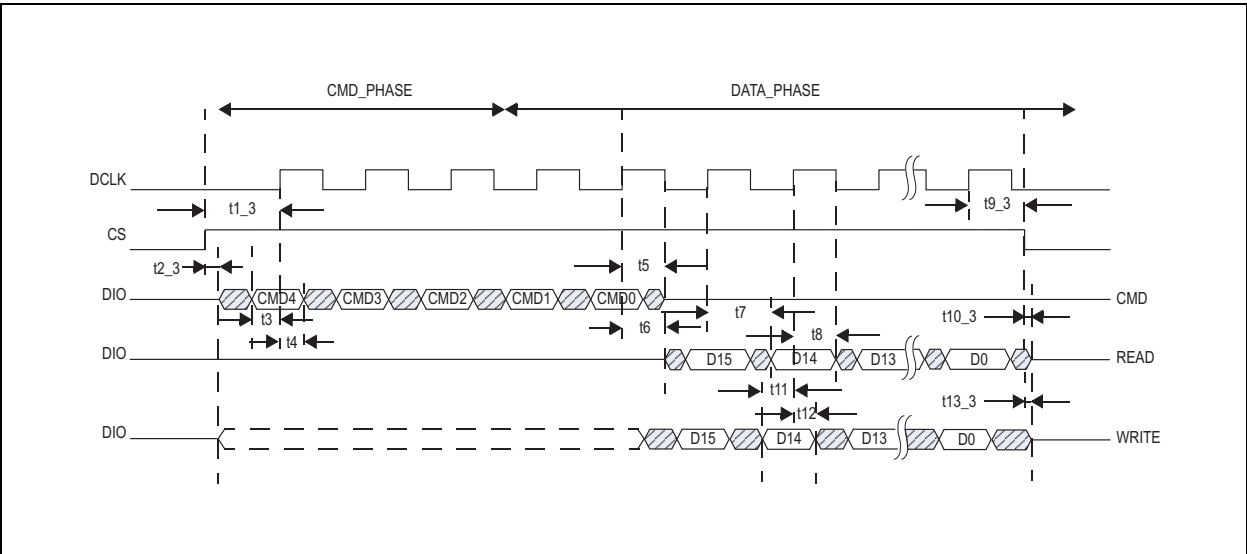 CMD_PHASE DATA_PHASE
DCLK
t1_3 t9_3
CS
t2_3 t5
DIO CMD4 CMD3 CMD2 CMD1 CMD0 CMD
t3 t6 t7 t10_3
t4 t8
DIO D15 D14 D13 D0 READ
t11
t13_3
t12
DIO D15 D14 D13 D0 WRITE